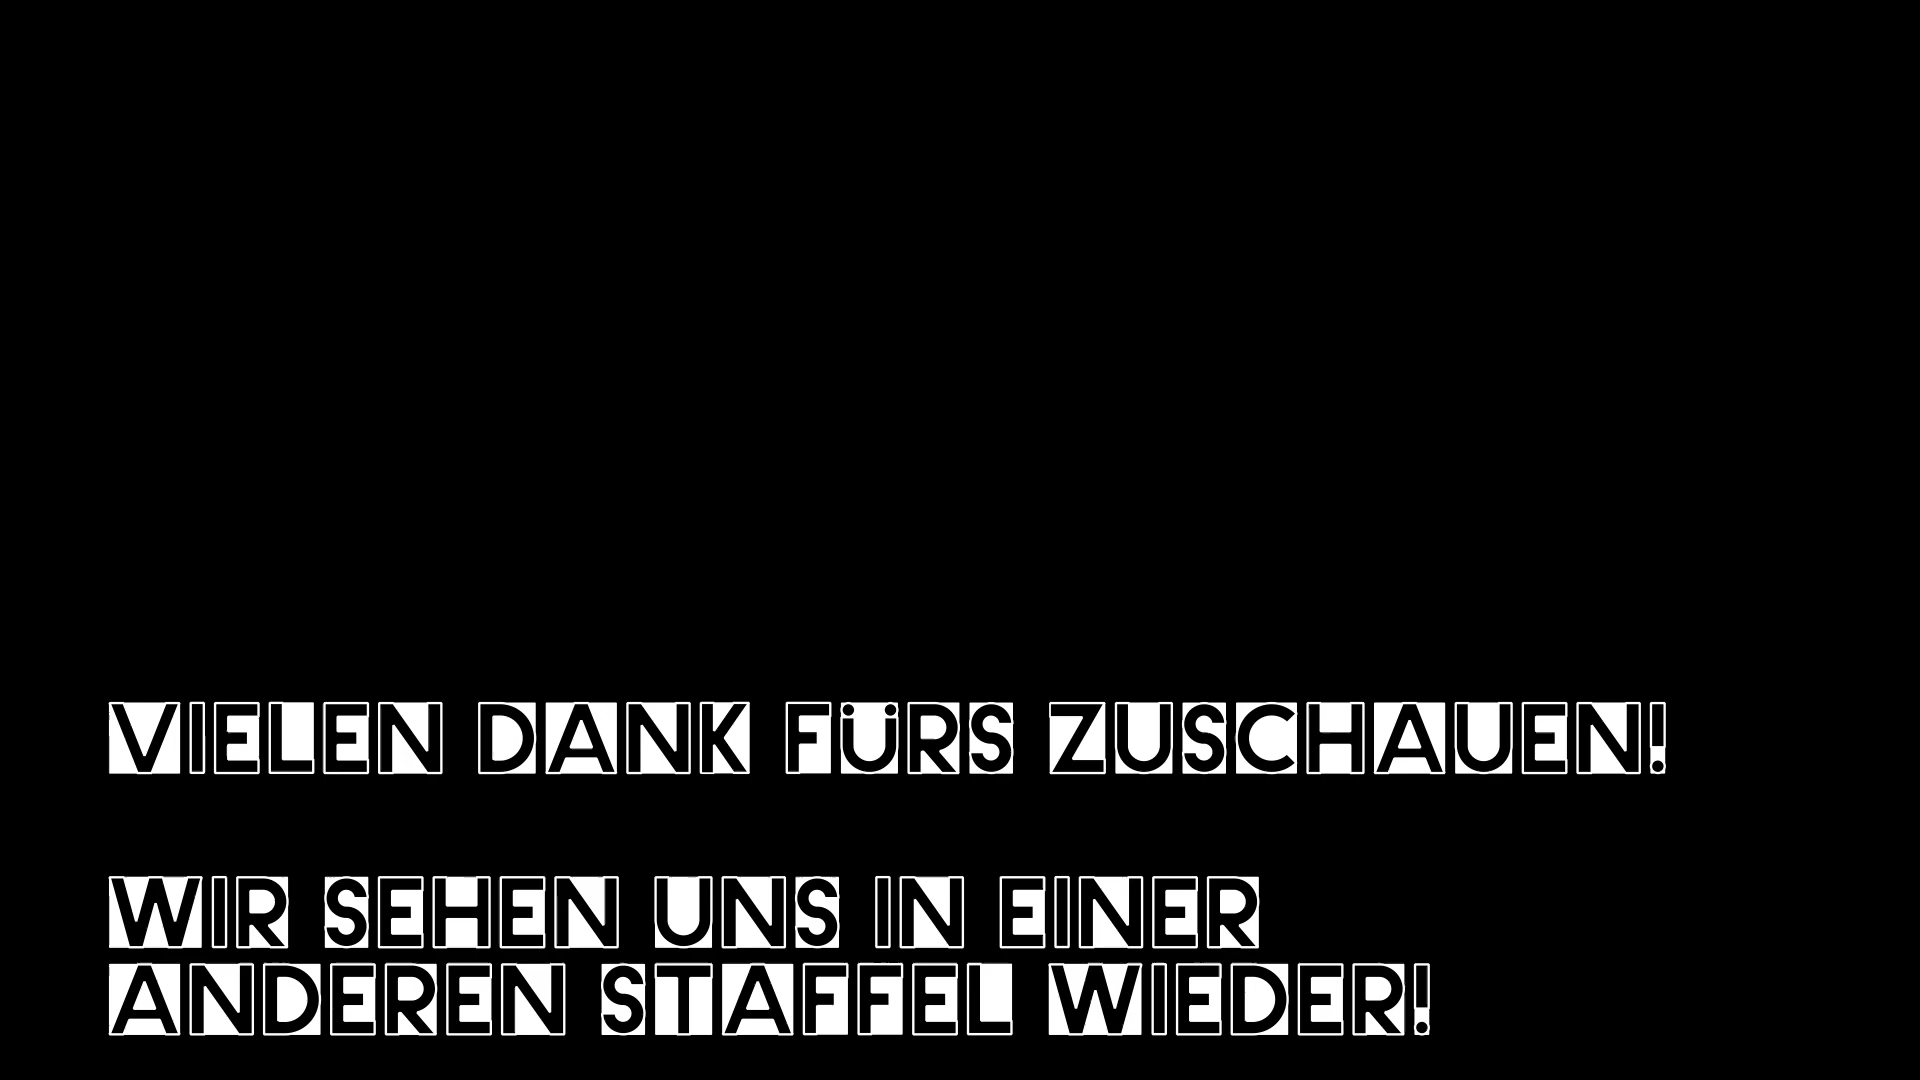 VIELEN DANK FÜRS ZUSCHAUEN!
WIR SEHEN UNS IN EINER
ANDEREN STAFFEL WIEDER!